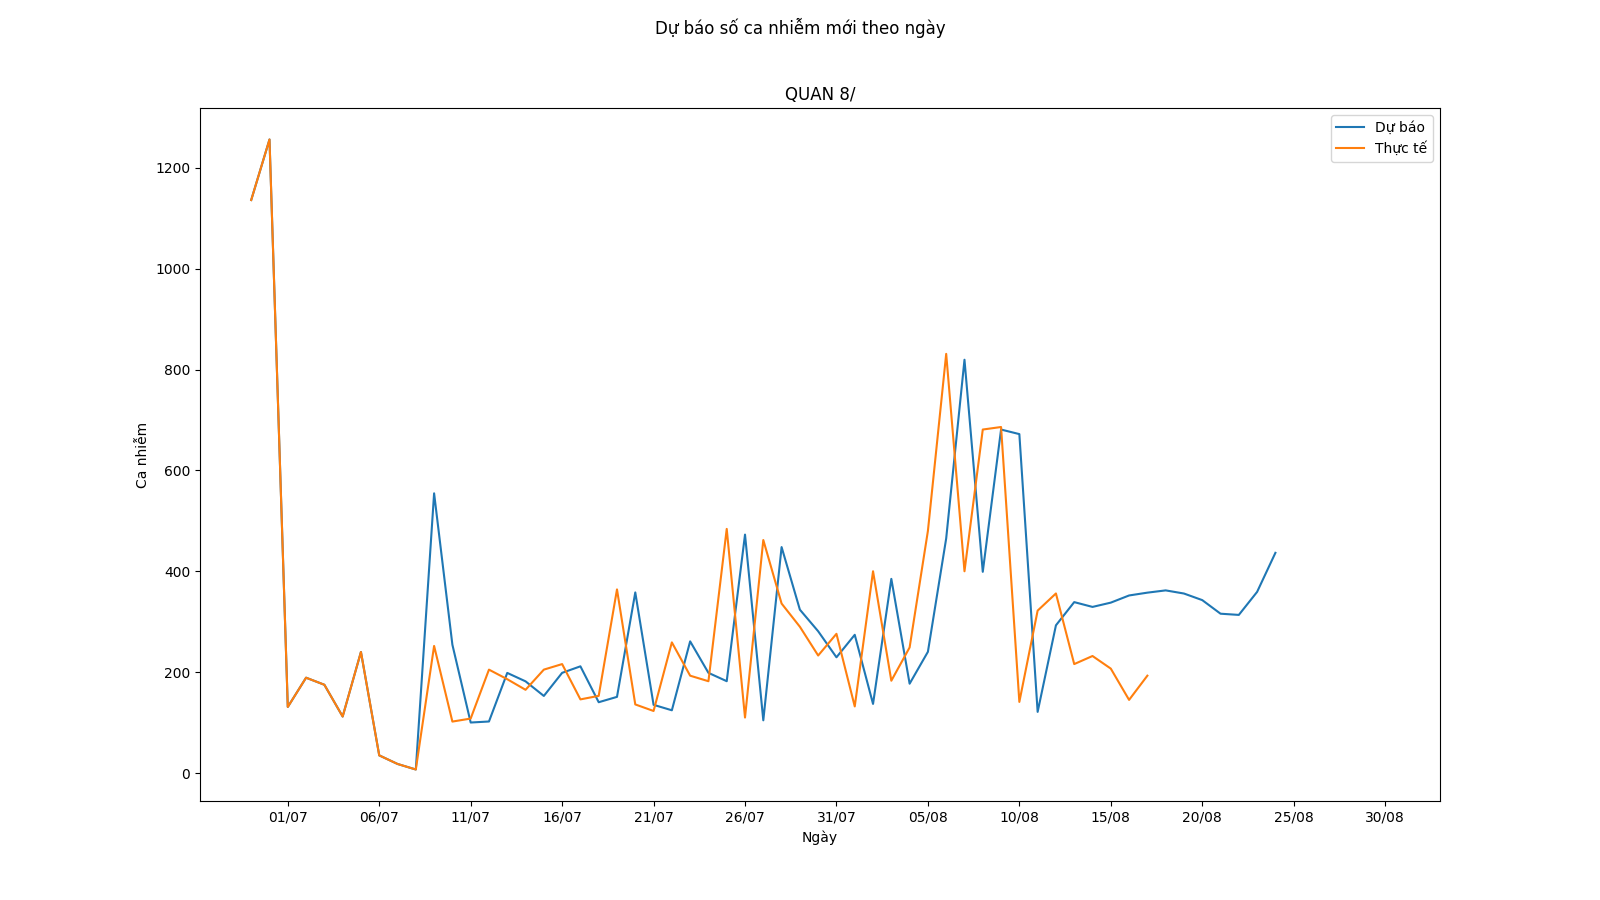 Dự báo số ca nhiễm mới theo ngày
QUAN 8/
Dự báo
Thực tế
1200
1000
800
600
400
200
0
Ca nhiễm
01/07 06/07 11/07 16/07 21/07 26/07 31/07 05/08 10/08 15/08 20/08 25/08 30/08
Ngày